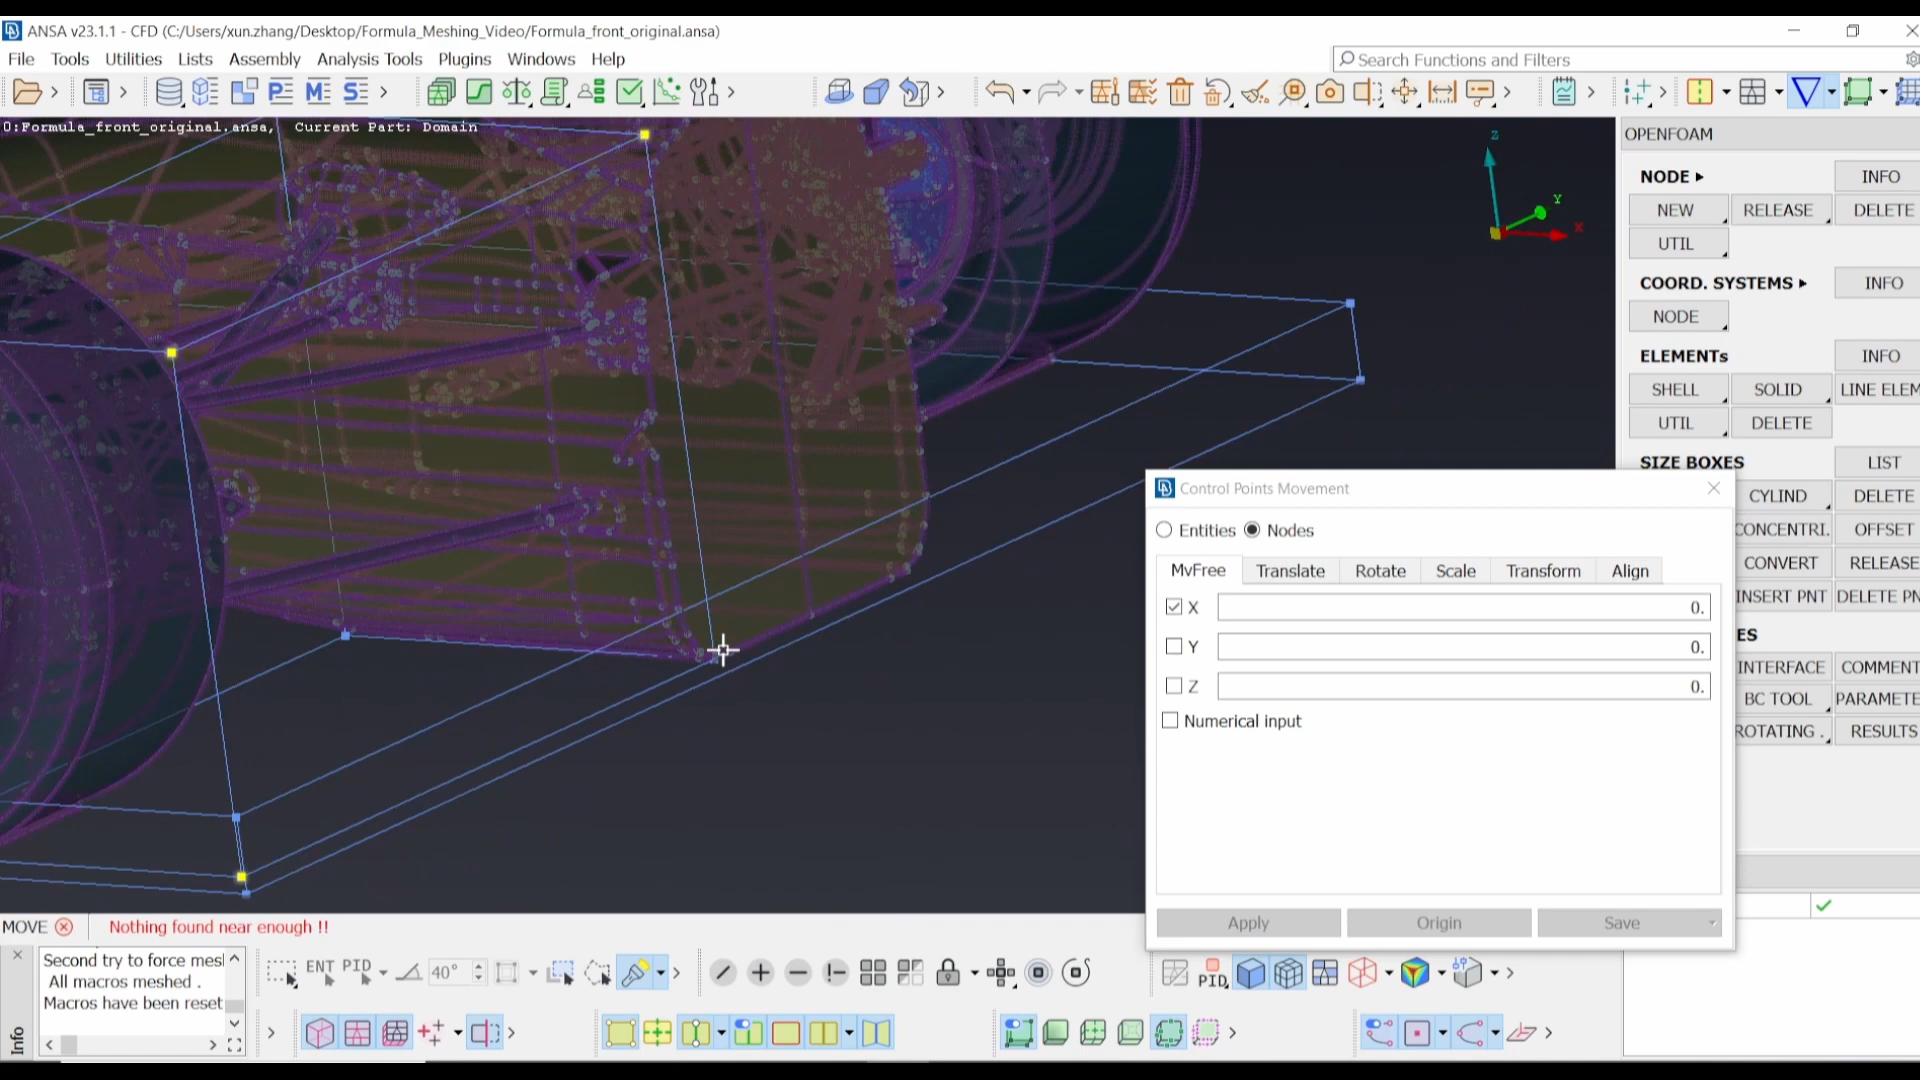 ANSA v23.1.1 - CFD (C:/Users/xun.zhang/Desktop/Formula_Meshing_Video/Formula_front_original.ansa)
File Tools Utilities Lists Assembly Analysis Tools Plugins Windows Help
Search Functions and Filters
0:Formula_front_original.ansa, Current Part: Domain
Z
Y
X
OPENFOAM
NODE INFO
NEW RELEASE DELETE
UTIL
COORD. SYSTEMS INFO
NODE
ELEMENTs INFO
SHELL SOLID LINE ELEM
UTIL DELETE
SIZE BOXES LIST
CYLIND DELETE
CONCENTRI. OFFSET
CONVERT RELEASE
INSERT PNT DELETE PN
ES
INTERFACE COMMENT
BC TOOL PARAMETE
ROTATING . RESULTS
Control Points Movement
Entities Nodes
MvFree Translate Rotate Scale Transform Align
X 0.
Y 0.
Z 0.
Numerical input
Apply Origin Save
MOVE Nothing found near enough !!
Second try to force mesl
All macros meshed .
Macros have been reset
Info
ENT PID 40°
PID